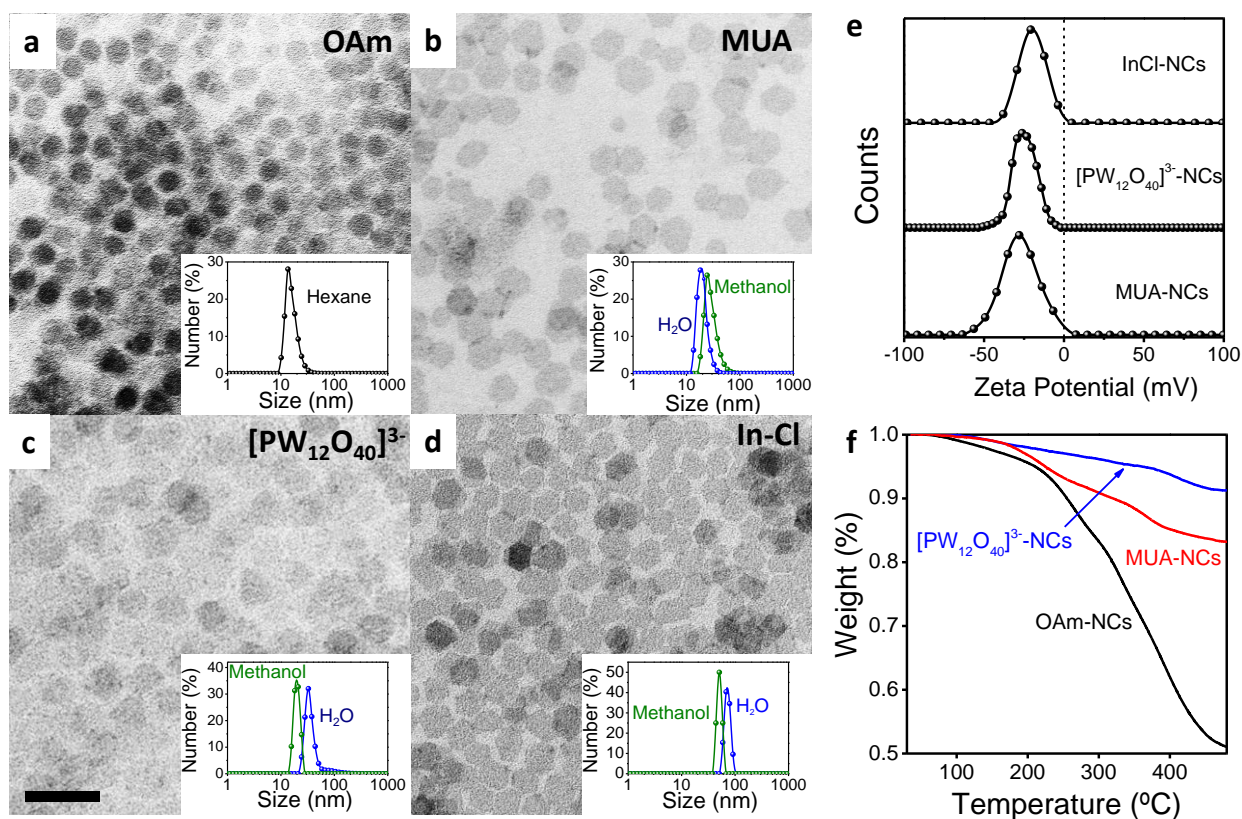 a
OAm
Number (%)
30
20
10
0
Hexane
1 10 100 1000
Size (nm)
b
MUA
Number (%)
30
20
10
0
Methanol
H₂O
1 10 100 1000
Size (nm)
c
[PW₁₂O₄₀]³⁻
Number (%)
40
30
20
10
0
Methanol
H₂O
1 10 100 1000
Size (nm)
d
In-Cl
Number (%)
50
40
30
20
10
0
Methanol
H₂O
1 10 100 1000
Size (nm)
e
Counts
InCl-NCs
[PW₁₂O₄₀]³⁻-NCs
MUA-NCs
-100 -50 0 50 100
Zeta Potential (mV)
f
Weight (%)
1.0
0.9
0.8
0.7
0.6
0.5
[PW₁₂O₄₀]³⁻-NCs
MUA-NCs
OAm-NCs
100 200 300 400
Temperature (ºC)